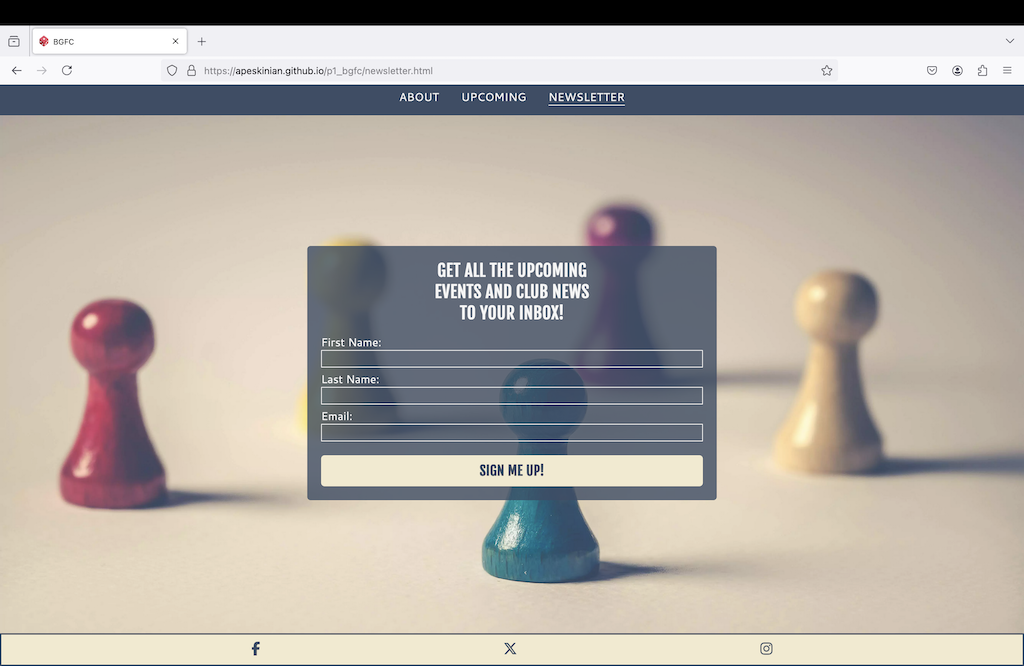 BGFC
https://apeskinian.github.io/p1_bgfc/newsletter.html
ABOUT UPCOMING NEWSLETTER
GET ALL THE UPCOMING
EVENTS AND CLUB NEWS
TO YOUR INBOX!
First Name:
Last Name:
Email:
SIGN ME UP!